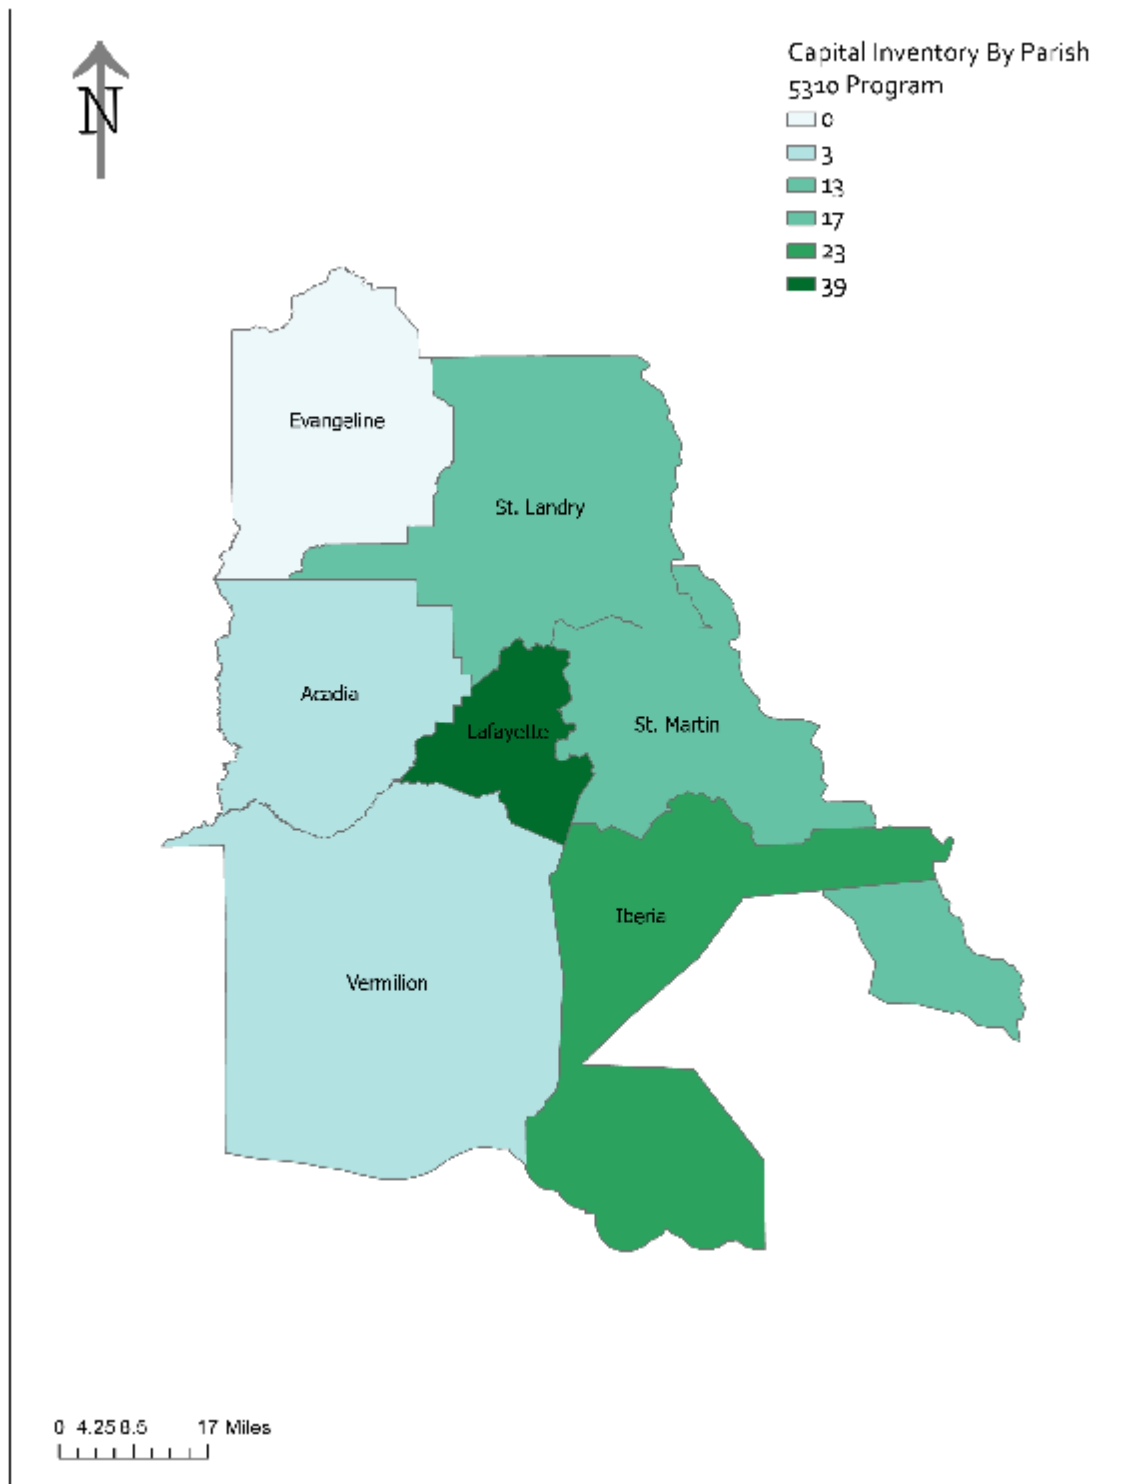 N
Capital Inventory By Parish
5310 Program
0
3
13
17
23
39
Evangeline
St. Landry
Acadia
Lafayette
St. Martin
Iberia
Vermilion
0 4.25 8.5 17 Miles